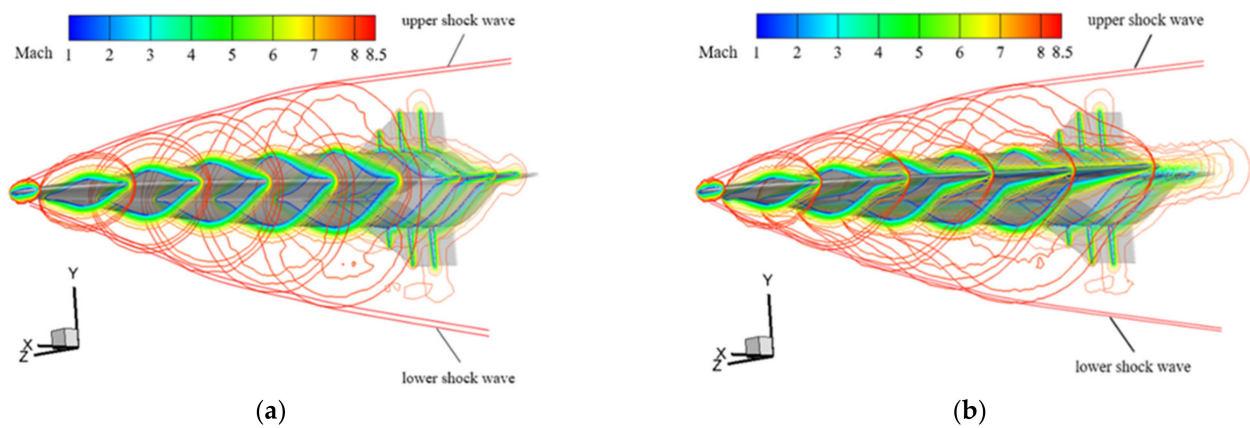 upper shock wave
Mach 1 2 3 4 5 6 7 8 8.5
Y
X
Z
lower shock wave
(a)
upper shock wave
Mach 1 2 3 4 5 6 7 8 8.5
Y
X
Z
lower shock wave
(b)